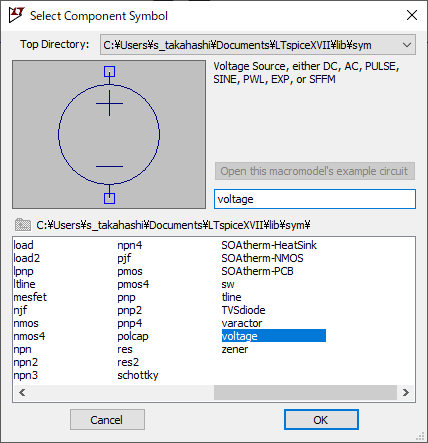 Select Component Symbol
Top Directory: C:¥Users¥s_takahashi¥Documents¥LTspiceXVII¥lib¥sym
Voltage Source, either DC, AC, PULSE,
SINE, PWL, EXP, or SFFM
Open this macromodel's example circuit
voltage
C:¥Users¥s_takahashi¥Documents¥LTspiceXVII¥lib¥sym¥
load npn4 SOAtherm-HeatSink
load2 pjf SOAtherm-NMOS
lpnp pmos SOAtherm-PCB
ltline pmos4 sw
mesfet pnp tline
njf pnp2 TVSdiode
nmos pnp4 varactor
nmos4 polcap voltage
npn res zener
npn2 res2
npn3 schottky
Cancel OK